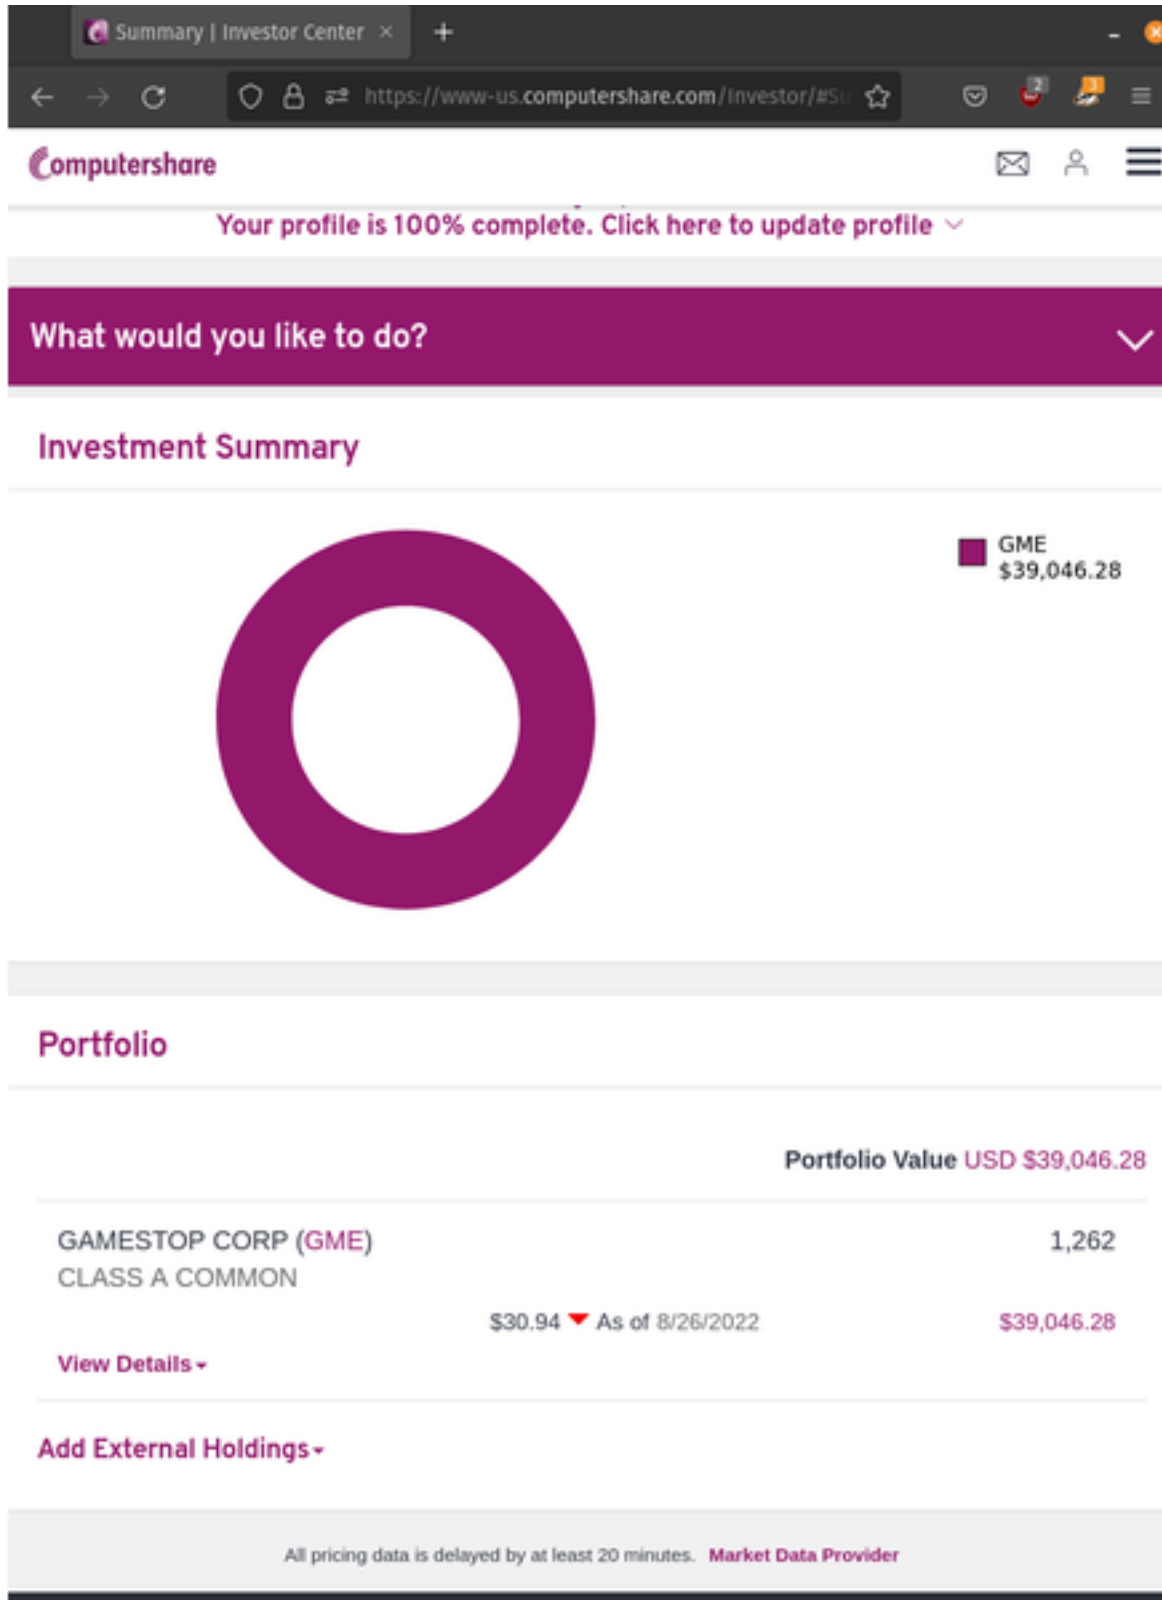 Summary | Investor Center ×
https://www-us.computershare.com/Investor/#Su
2
3
Computershare
Your profile is 100% complete. Click here to update profile
What would you like to do?
Investment Summary
GME
$39,046.28
Portfolio
Portfolio Value USD $39,046.28
GAMESTOP CORP (GME) 1,262
CLASS A COMMON
$30.94 As of 8/26/2022 $39,046.28
View Details
Add External Holdings
All pricing data is delayed by at least 20 minutes. Market Data Provider